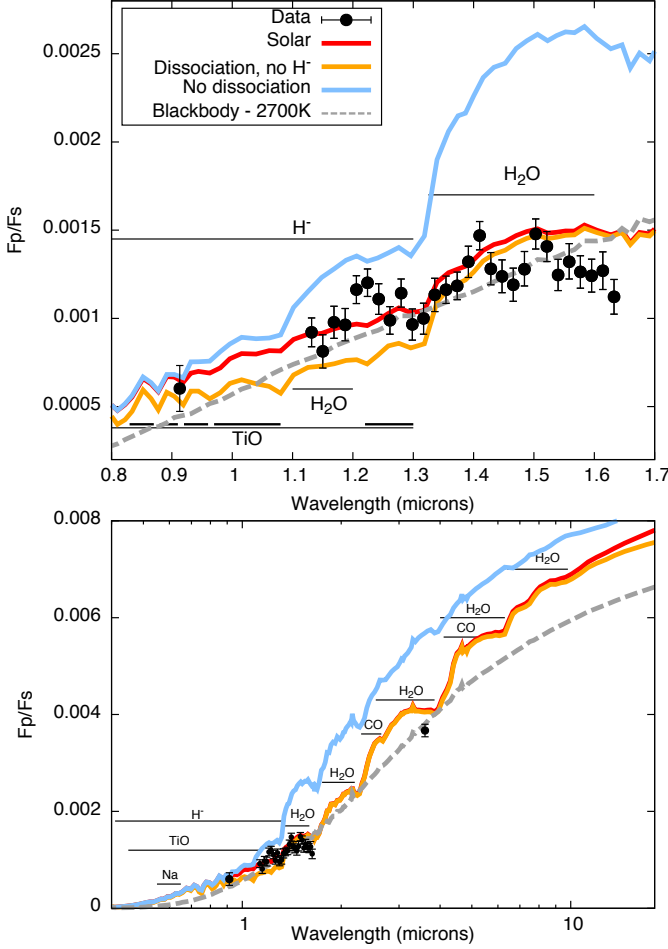 Data
Solar
Dissociation, no H-
No dissociation
Blackbody - 2700K
0.0025
0.002
0.0015
0.001
0.0005
Fp/Fs
H2O
H-
H2O
TiO
0.8 0.9 1 1.1 1.2 1.3 1.4 1.5 1.6 1.7
Wavelength (microns)
0.008
0.006
0.004
0.002
0
Fp/Fs
H2O
H2O
CO
H2O
CO
H2O
H-
H2O
TiO
Na
1 10
Wavelength (microns)